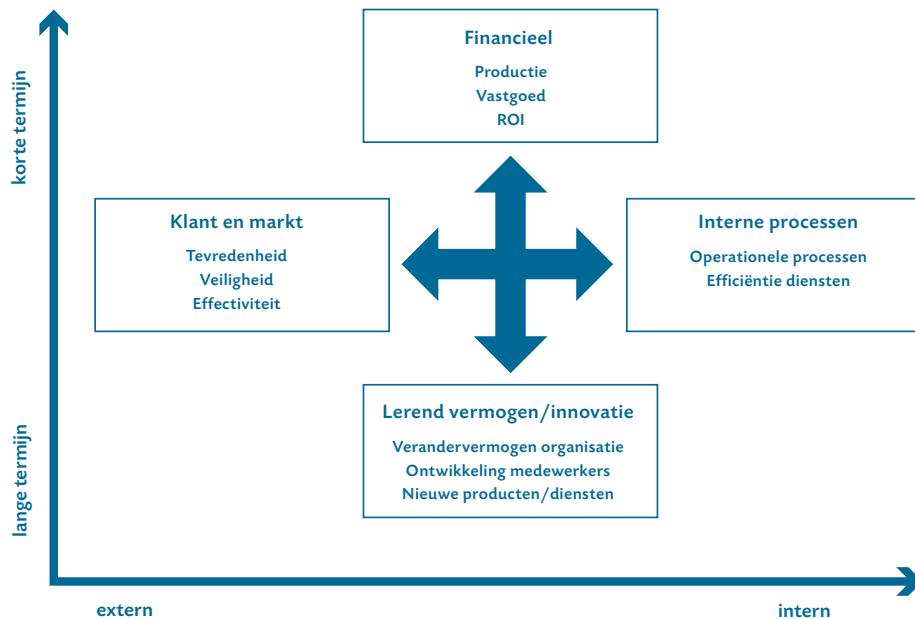 korte termijn
lange termijn
Financieel
Productie
Vastgoed
ROI
Klant en markt
Tevredenheid
Veiligheid
Effectiviteit
Interne processen
Operationele processen
Efficiëntie diensten
Lerend vermogen/innovatie
Verandervermogen organisatie
Ontwikkeling medewerkers
Nieuwe producten/diensten
extern
intern